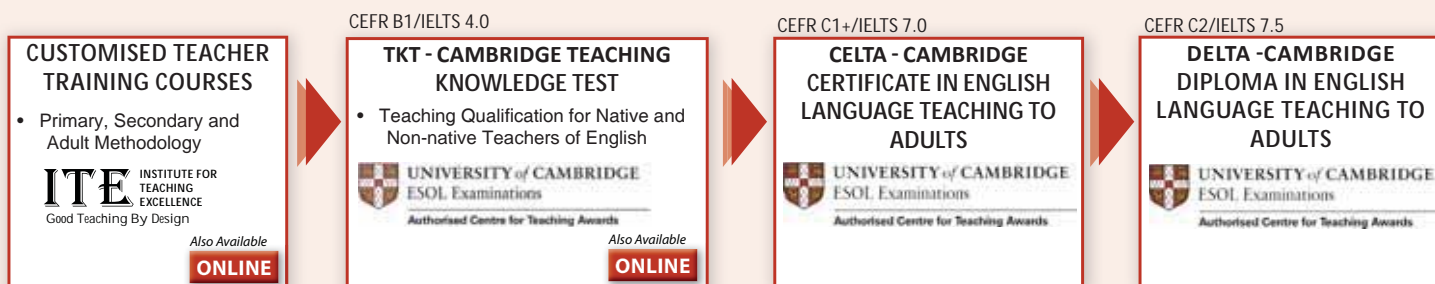 CUSTOMISED TEACHER
TRAINING COURSES
• Primary, Secondary and
Adult Methodology
ITE INSTITUTE FOR
TEACHING
EXCELLENCE
Good Teaching By Design
Also Available
ONLINE
CEFR B1/IELTS 4.0
TKT - CAMBRIDGE TEACHING
KNOWLEDGE TEST
• Teaching Qualification for Native and
Non-native Teachers of English
UNIVERSITY of CAMBRIDGE
ESOL Examinations
Authorised Centre for Teaching Awards
Also Available
ONLINE
CEFR C1+/IELTS 7.0
CELTA - CAMBRIDGE
CERTIFICATE IN ENGLISH
LANGUAGE TEACHING TO
ADULTS
UNIVERSITY of CAMBRIDGE
ESOL Examinations
Authorised Centre for Teaching Awards
CEFR C2/IELTS 7.5
DELTA -CAMBRIDGE
DIPLOMA IN ENGLISH
LANGUAGE TEACHING TO
ADULTS
UNIVERSITY of CAMBRIDGE
ESOL Examinations
Authorised Centre for Teaching Awards